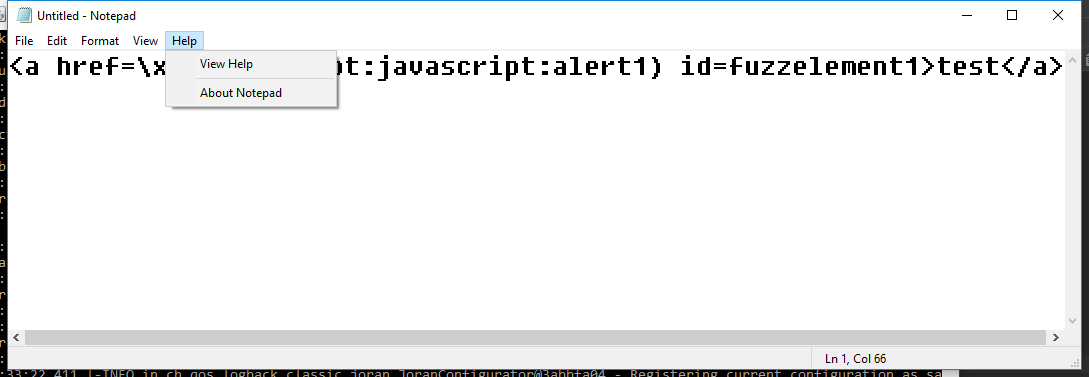 Untitled - Notepad
File Edit Format View Help
<a href=\x pt:javascript:alert1) id=fuzzelement1>test</a>
View Help
About Notepad
Ln 1, Col 66
:33:22,411 |-INFO in ch.qos.logback.classic.joran.JoranConfigurator@3abbfa04 - Registering current configuration as sa